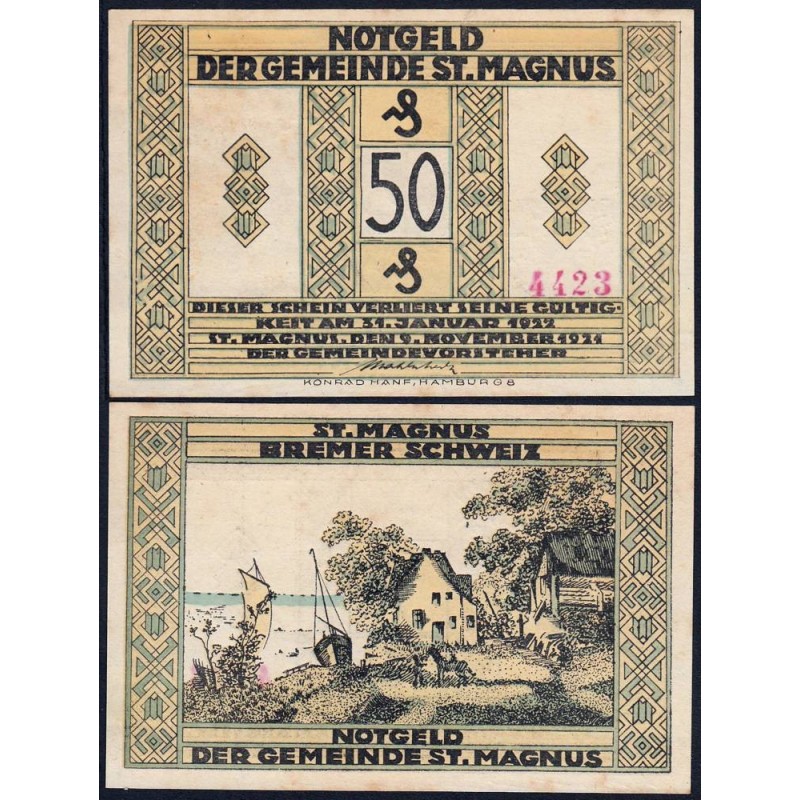 NOTGELD
DER GEMEINDE ST. MAGNUS
50
4423
DIESER SCHEIN VERLIERT SEINE GÜLTIG-
KEIT AM 31. JANUAR 1922
ST. MAGNUS, DEN 9. NOVEMBER 1921
DER GEMEINDEVORSTEHER
KONRAD HANF, HAMBURG 8
ST. MAGNUS
BREMER SCHWEIZ
NOTGELD
DER GEMEINDE ST. MAGNUS